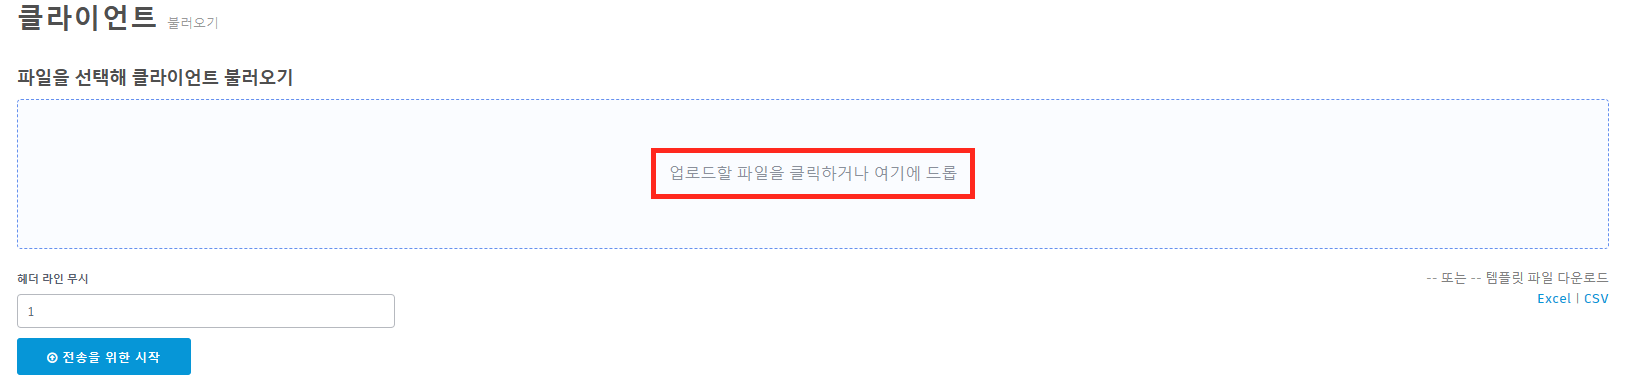 클라이언트 불러오기
파일을 선택해 클라이언트 불러오기
업로드할 파일을 클릭하거나 여기에 드롭
헤더 라인 무시
1
전송을 위한 시작
-- 또는 -- 템플릿 파일 다운로드
Excel | CSV